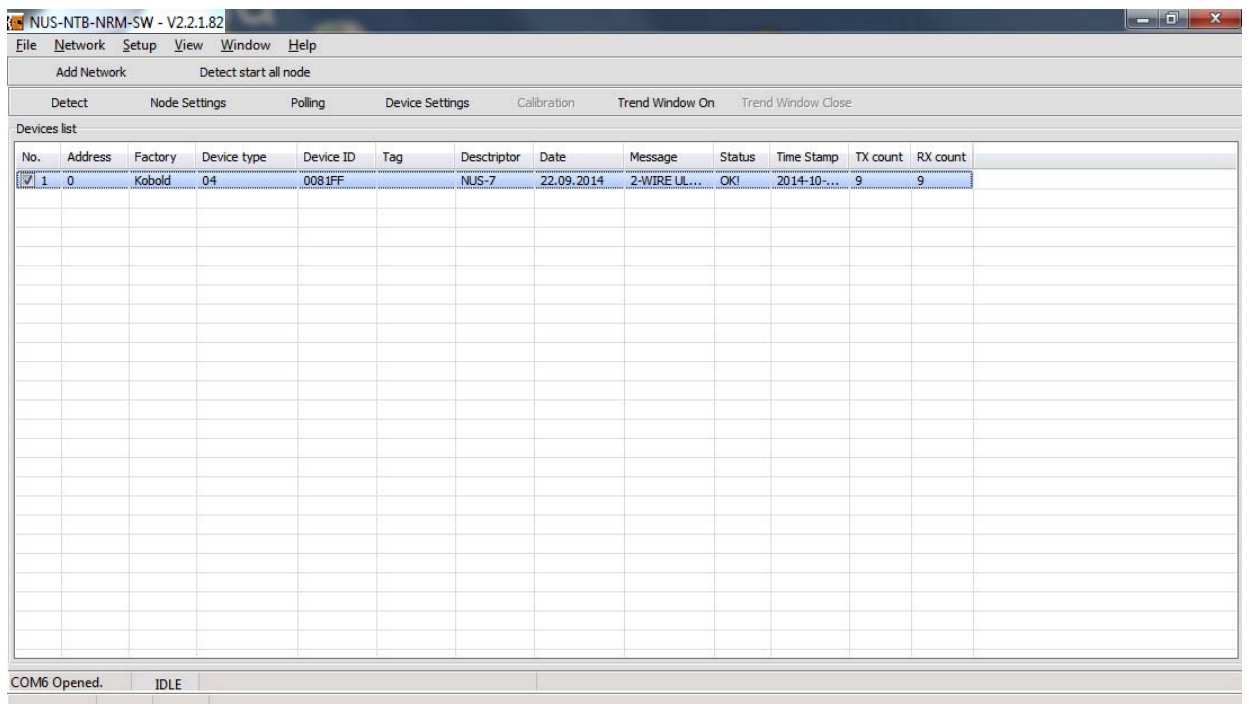 NUS-NTB-NRM-SW - V2.2.1.82
File Network Setup View Window Help
Add Network Detect start all node
Detect Node Settings Polling Device Settings Calibration Trend Window On Trend Window Close
Devices list
No. Address Factory Device type Device ID Tag Desctriptor Date Message Status Time Stamp TX count RX count
1 0 Kobold 04 0081FF NUS-7 22.09.2014 2-WIRE UL... OK! 2014-10-... 9 9
COM6 Opened. IDLE